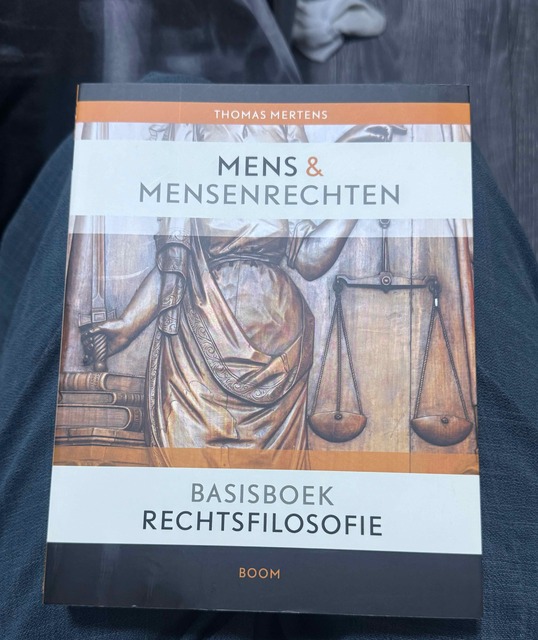 THOMAS MERTENS
MENS &
MENSENRECHTEN
BASISBOEK
RECHTSFILOSOFIE
BOOM